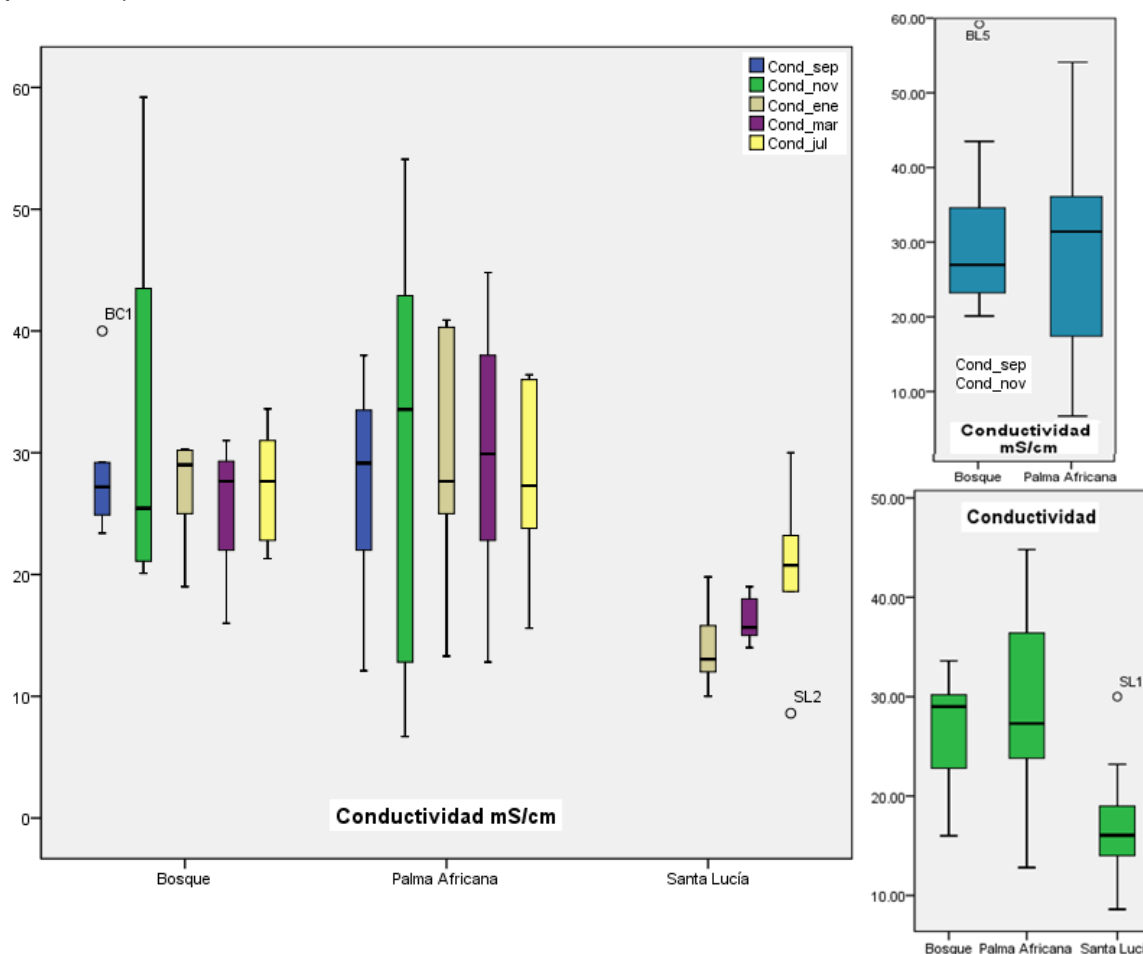 Cond_sep
Cond_nov
Cond_ene
Cond_mar
Cond_jul
60
50
40
30
20
10
0
BC1
SL2
Conductividad mS/cm
Bosque
Palma Africana
Santa Lucía
60.00
50.00
40.00
30.00
20.00
10.00
BL5
Cond_sep
Cond_nov
Conductividad
mS/cm
Bosque
Palma Africana
50.00
40.00
30.00
20.00
10.00
Conductividad
SL1
Bosque
Palma Africana
Santa Lucí